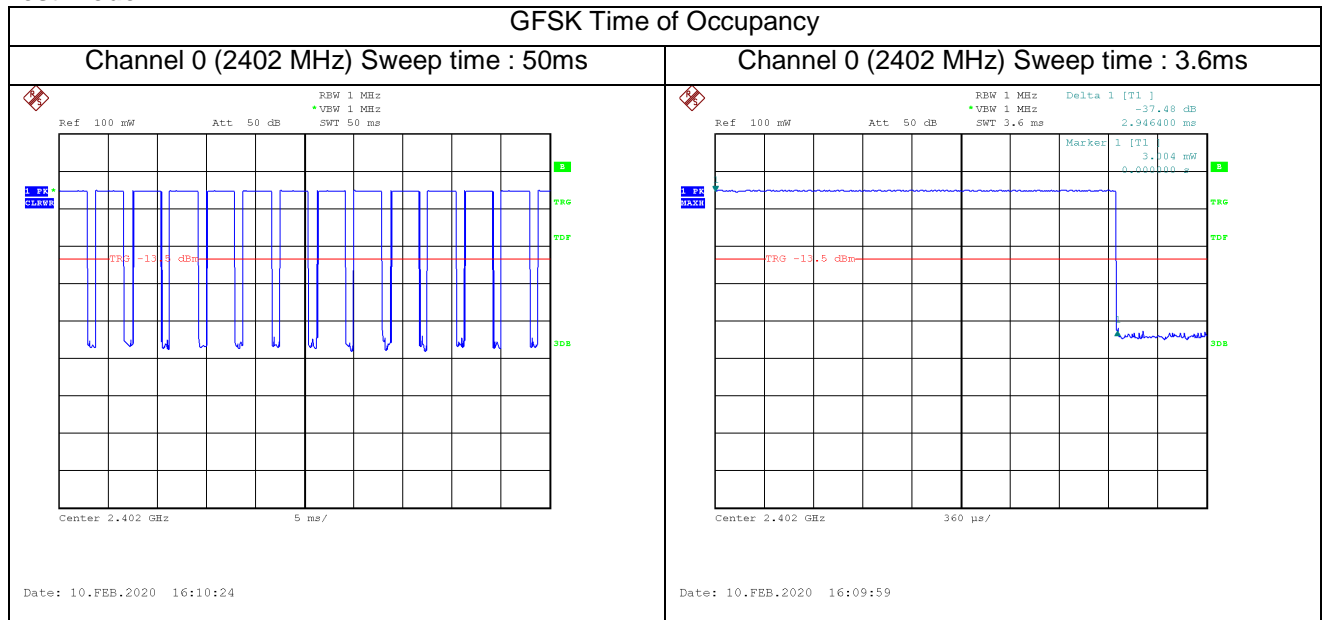 GFSK Time of Occupancy
Channel 0 (2402 MHz) Sweep time : 50ms
Channel 0 (2402 MHz) Sweep time : 3.6ms
R S
RBW 1 MHz
* VBW 1 MHz
Ref 100 mW Att 50 dB SWT 50 ms
B
1 PK *
CLRWR
TRG
TDF
TRG -13.5 dBm
3DB
Center 2.402 GHz 5 ms/
Date: 10.FEB.2020 16:10:24
R S
RBW 1 MHz Delta 1 [T1 ]
* VBW 1 MHz -37.48 dB
Ref 100 mW Att 50 dB SWT 3.6 ms 2.946400 ms
Marker 1 [T1 ]
3.004 mW
0.000000 s
B
1 PK
MAXH
1
TRG
TDF
TRG -13.5 dBm
1
3DB
Center 2.402 GHz 360 µs/
Date: 10.FEB.2020 16:09:59